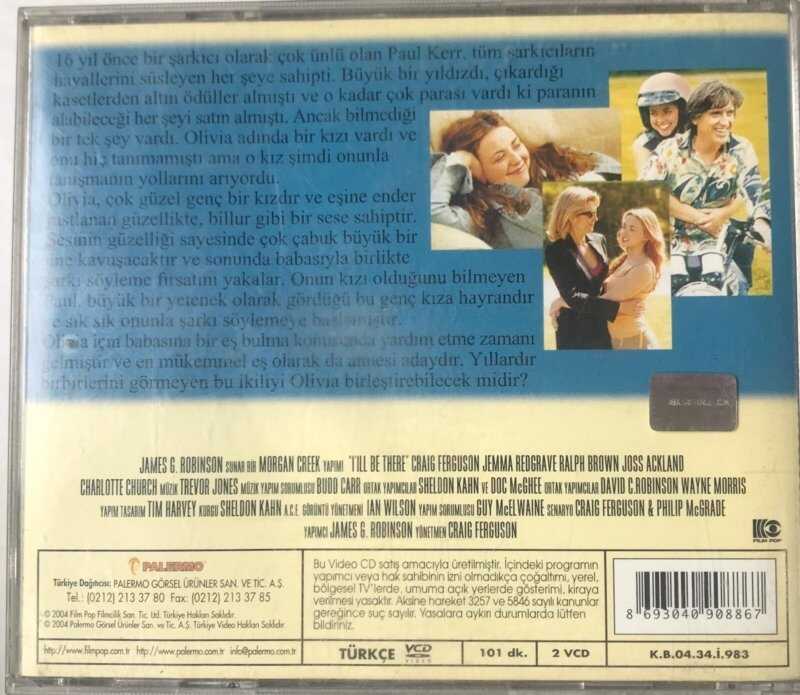 16 yıl önce bir şarkıcı olarak çok ünlü olan Paul Kerr, tüm şarkıcıların
hayallerini süsleyen her şeye sahipti. Büyük bir yıldızdı, çıkardığı
kasetlerden altın ödüller almıştı ve o kadar çok parası vardı ki paranın
alabileceği her şeyi satın almıştı. Ancak bilmediği
bir tek şey vardı. Olivia adında bir kızı vardı ve
onu hiç tanımamıştı ama o kız şimdi onunla
tanışmanın yollarını arıyordu.
Olivia, çok güzel genç bir kızdır ve eşine ender
rastlanan güzellikte, billur gibi bir sese sahiptir.
Sesinin güzelliği sayesinde çok çabuk büyük bir
üne kavuşacaktır ve sonunda babasıyla birlikte
şarkı söyleme fırsatını yakalar. Onun kızı olduğunu bilmeyen
Paul, büyük bir yetenek olarak gördüğü bu genç kıza hayrandır
ve sık sık onunla şarkı söylemeye başlamıştır.
Olivia için babasına bir eş bulma konusunda yardım etme zamanı
gelmiştir ve en mükemmel eş olarak da annesi adaydır. Yıllardır
birbirlerini görmeyen bu ikiliyi Olivia birleştirebilecek midir?
JAMES G. ROBINSON SUNAR BİR MORGAN CREEK YAPIMI "I'LL BE THERE" CRAIG FERGUSON JEMMA REDGRAVE RALPH BROWN JOSS ACKLAND
CHARLOTTE CHURCH MÜZİK TREVOR JONES MÜZİK YAPIM SORUMLUSU BUDD CARR ORTAK YAPIMCILAR SHELDON KAHN VE DOC McGHEE ORTAK YAPIMCILAR DAVID C.ROBINSON WAYNE MORRIS
YAPIM TASARIM TIM HARVEY KURGU SHELDON KAHN A.C.E. GÖRÜNTÜ YÖNETMENİ IAN WILSON YAPIM SORUMLUSU GUY McELWAINE SENARYO CRAIG FERGUSON & PHILIP McGRADE
YAPIMCI JAMES G. ROBINSON YÖNETMEN CRAIG FERGUSON
FILM POP
PALERMO
Türkiye Dağıtıcısı: PALERMO GÖRSEL ÜRÜNLER SAN. VE TİC. A.Ş.
Tel.: (0212) 213 37 80 Fax.: (0212) 213 37 85
© 2004 Film Pop Filmcilik San. Tic. Ltd. Türkiye Hakları Saklıdır.
© 2004 Palermo Görsel Ürünler San. ve Tic. A.Ş. Türkiye Video Hakları Saklıdır.
http://www.filmpop.com.tr http://www.palermo.com.tr info@palermo.com.tr
Bu Video CD satış amacıyla üretilmiştir. İçindeki programın
yapımcı veya hak sahibinin izni olmadıkça çoğaltımı, yerel,
bölgesel TV'lerde, umuma açık yerlerde gösterimi, kiraya
verilmesi yasaktır. Aksine hareket 3257 ve 5846 sayılı kanunlar
gereğince suç sayılır. Yasalara aykırı durumlarda lütfen
bildiriniz.
TÜRKÇE VCD VIDEO 101 dk. 2 VCD
8 693040 908867
K.B.04.34.İ.983